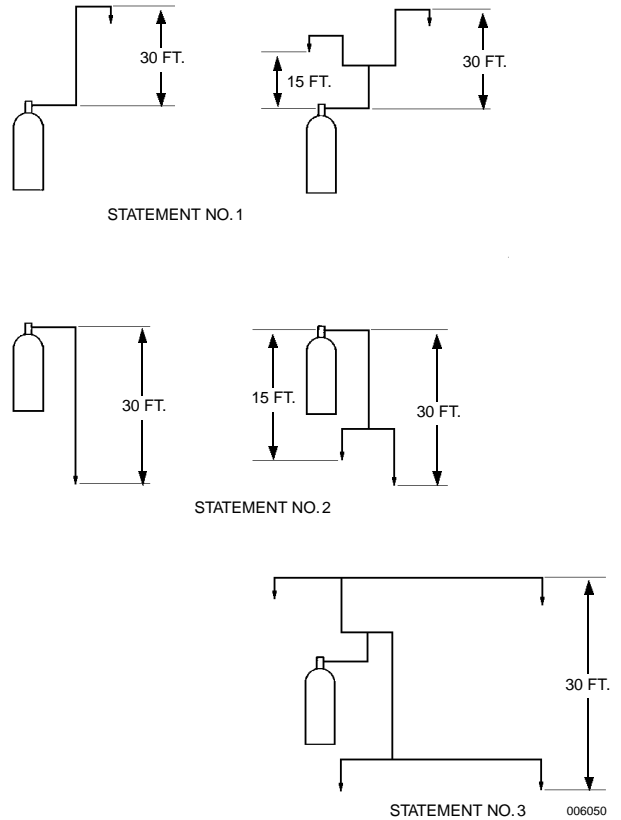 30 FT.
15 FT.
30 FT.
STATEMENT NO. 1
15 FT.
30 FT.
30 FT.
STATEMENT NO. 2
30 FT.
STATEMENT NO. 3
006050